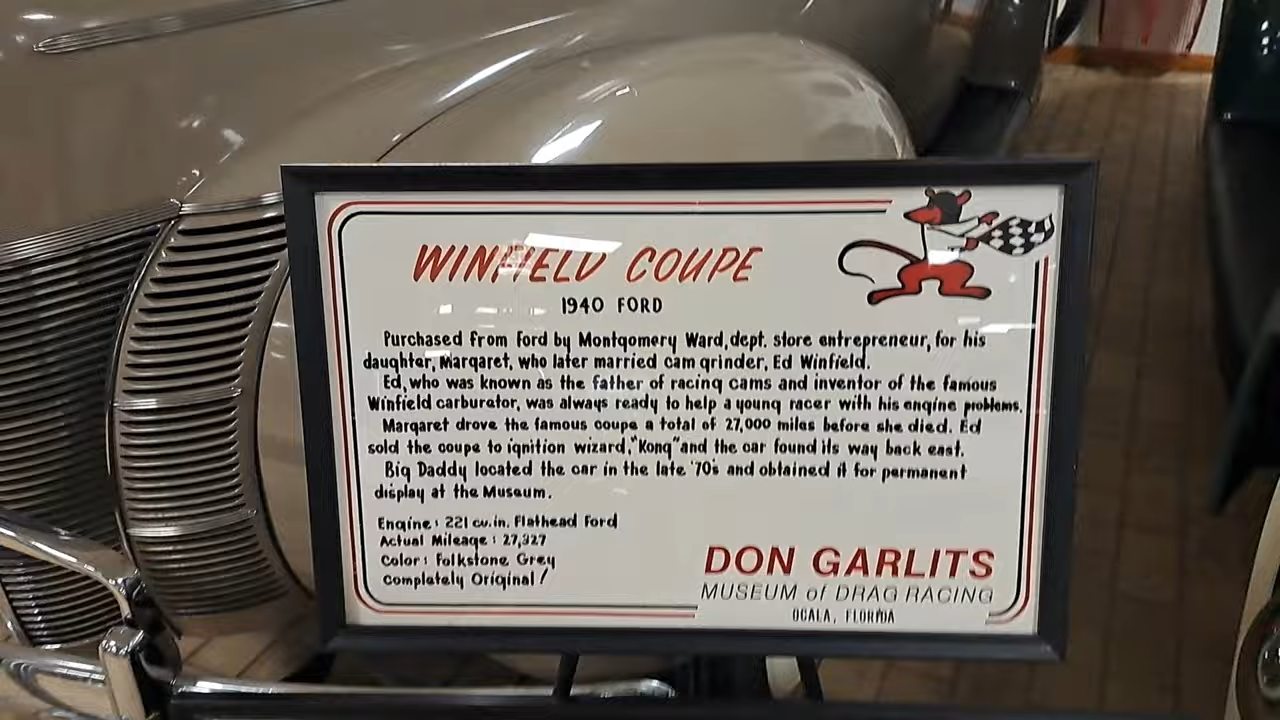 WINFIELD COUPE
1940 FORD
Purchased from Ford by Montgomery Ward, dept. store entrepreneur, for his
daughter, Margaret, who later married cam grinder, Ed Winfield.
Ed, who was known as the father of racing cams and inventor of the famous
Winfield carburator, was always ready to help a young racer with his engine problems.
Margaret drove the famous coupe a total of 27,000 miles before she died. Ed
sold the coupe to ignition wizard, "Kong" and the car found its way back east.
Big Daddy located the car in the late '70's and obtained it for permanent
display at the Museum.
Engine: 221 cu.in. Flathead Ford
Actual Mileage: 27,327
Color: Folkstone Grey
Completely Original!
DON GARLITS
MUSEUM of DRAG RACING
OCALA, FLORIDA